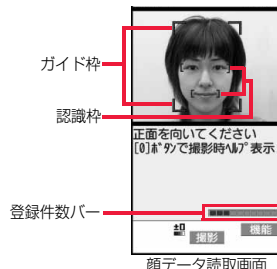 ガイド枠
認識枠
正面を向いてください
[0]ボタンで撮影時ヘルプ表示
登録件数バー
±0
撮影
機能
顔データ読取画面